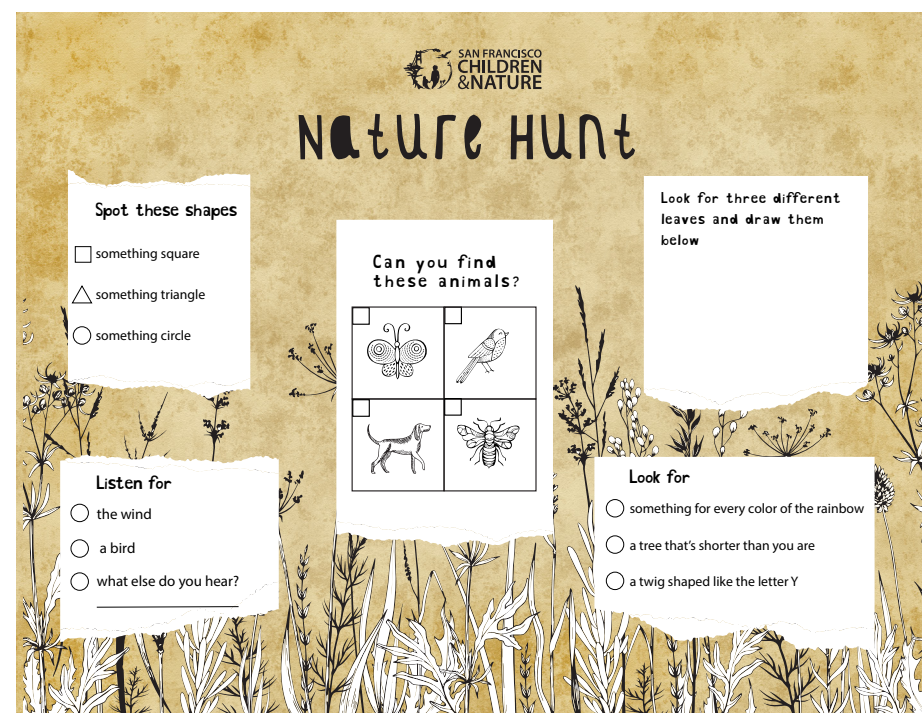 SAN FRANCISCO
CHILDREN
&NATURE
Nature Hunt
Spot these shapes
something square
something triangle
something circle
Listen for
the wind
a bird
what else do you hear?
Can you find
these animals?
Look for three different
leaves and draw them
below
Look for
something for every color of the rainbow
a tree that's shorter than you are
a twig shaped like the letter Y